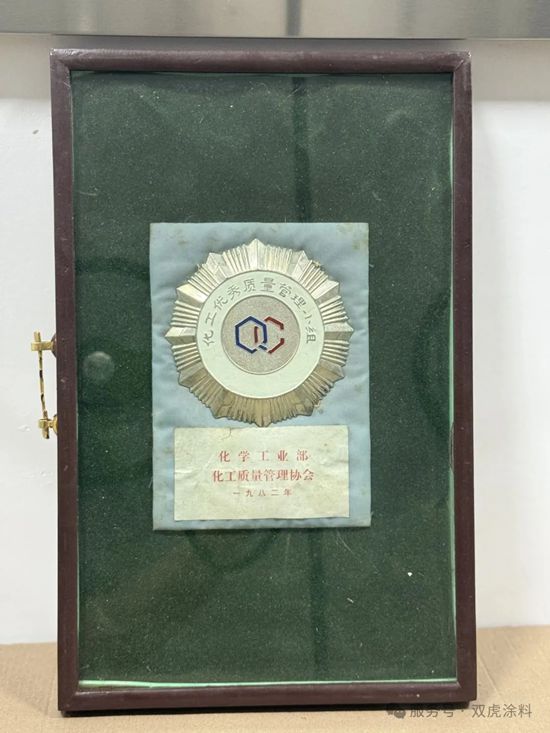 化工优秀质量管理小组
QC
化学工业部
化工质量管理协会
一九八二年
服务号·双虎涂料